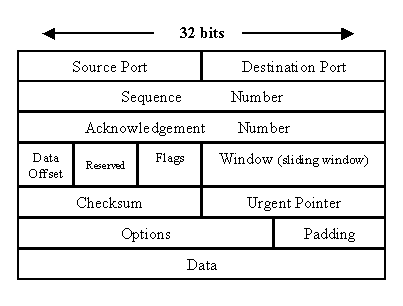 32 bits
Source Port Destination Port
Sequence Number
Acknowledgement Number
Data Offset Reserved Flags Window (sliding window)
Checksum Urgent Pointer
Options Padding
Data